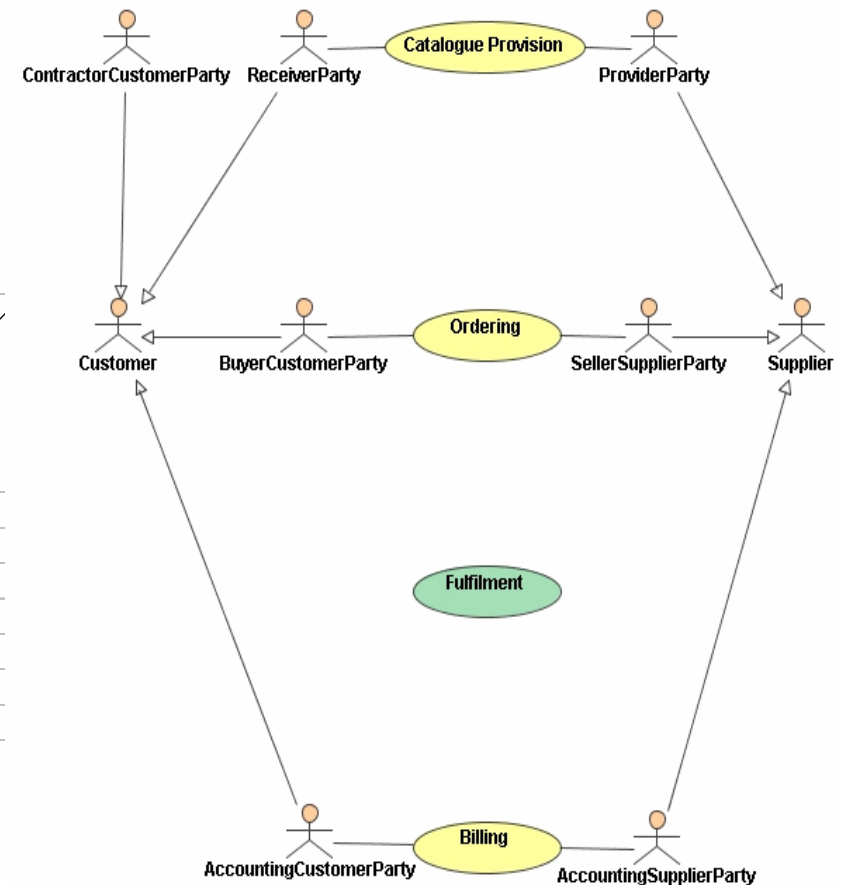 Catalogue Provision
ContractorCustomerParty
ReceiverParty
ProviderParty
Ordering
Customer
BuyerCustomerParty
SellerSupplierParty
Supplier
Fulfilment
Billing
AccountingCustomerParty
AccountingSupplierParty